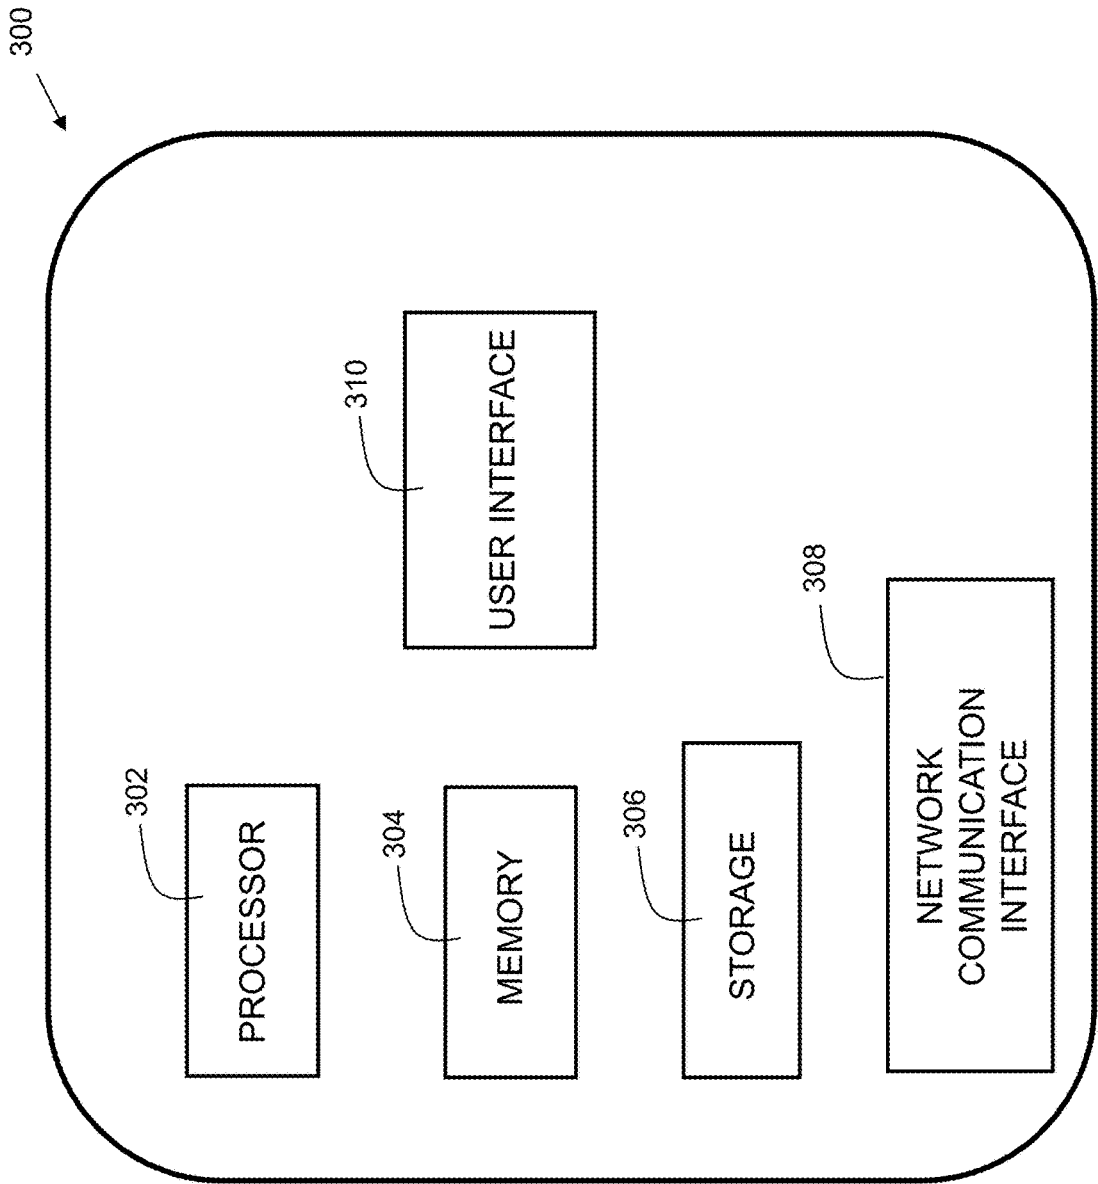 300
302
PROCESSOR
304
MEMORY
306
STORAGE
308
NETWORK
COMMUNICATION
INTERFACE
310
USER INTERFACE